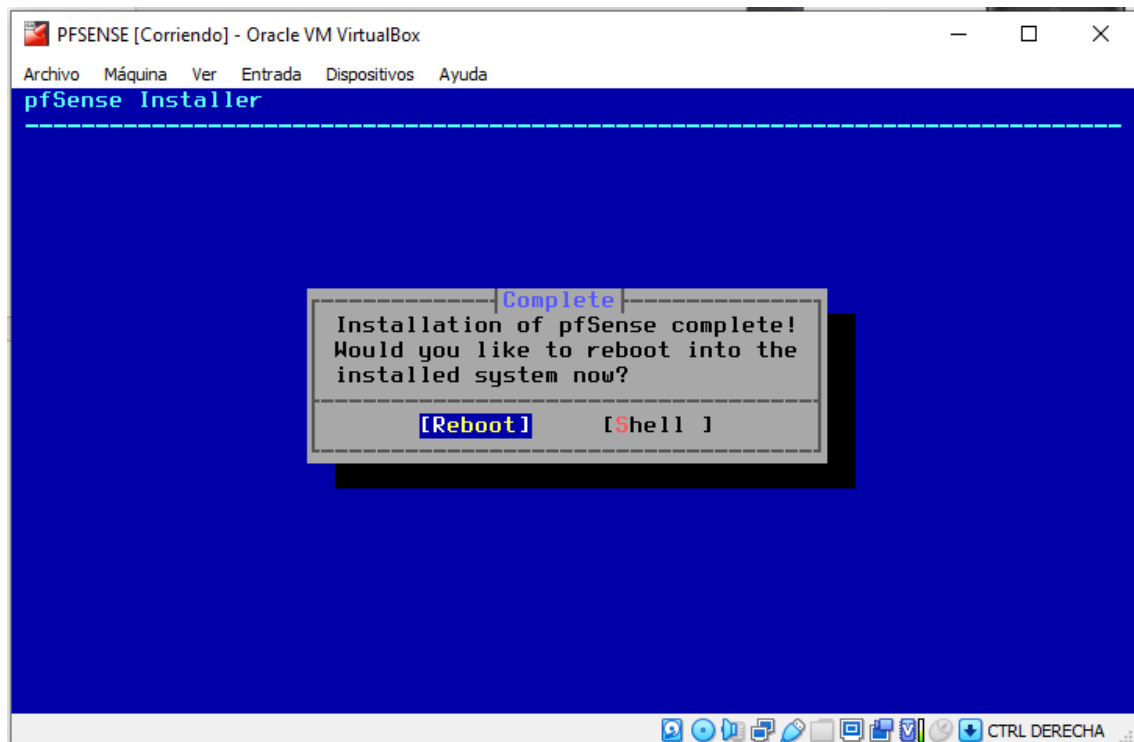 PFSENSE [Corriendo] - Oracle VM VirtualBox
Archivo Máquina Ver Entrada Dispositivos Ayuda
pfSense Installer
Complete
Installation of pfSense complete!
Would you like to reboot into the
installed system now?
[Reboot] [Shell ]
CTRL DERECHA